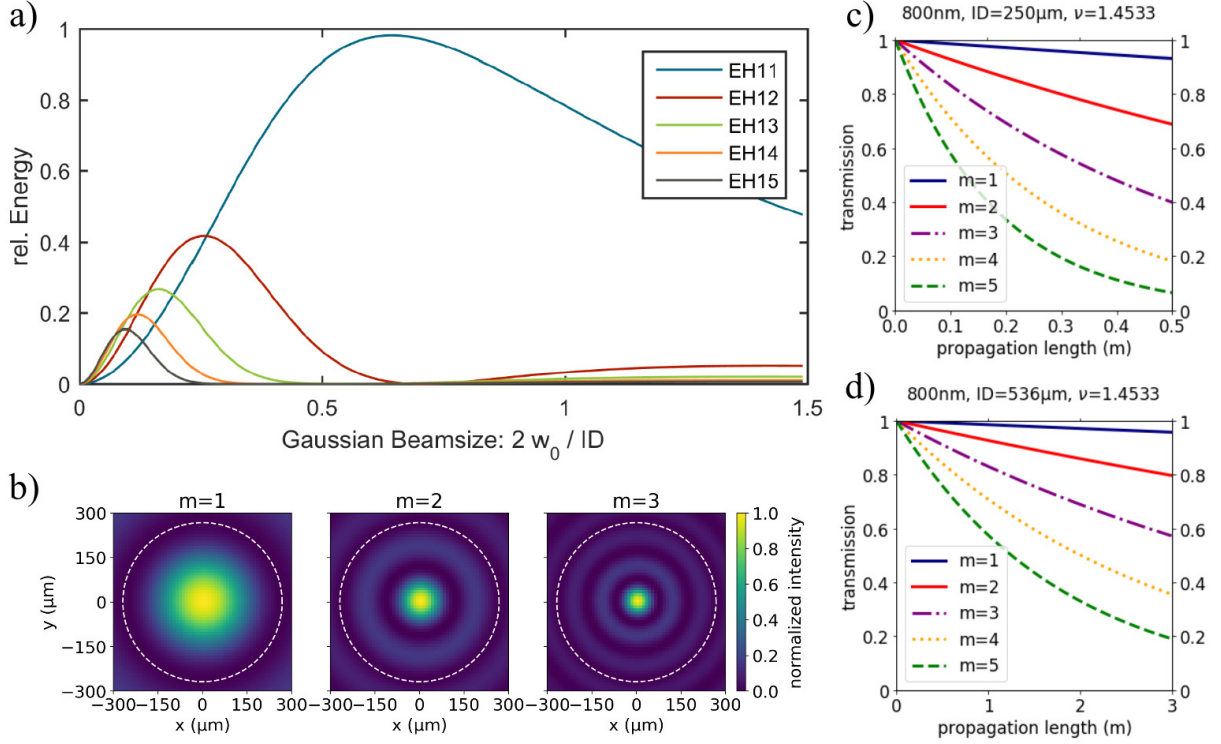 a)
1
0.8
0.6
0.4
0.2
0
rel. Energy
EH11
EH12
EH13
EH14
EH15
0 0.5 1 1.5
Gaussian Beamsize: 2 w₀ / ID
b)
m=1 m=2 m=3
300
150
0
−150
−300
y (μm)
−300 −150 0 150 300
−300 −150 0 150 300
−300 −150 0 150 300
x (μm) x (μm) x (μm)
1.0
0.8
0.6
0.4
0.2
0.0
normalized intensity
c)
800nm, ID=250μm, ν=1.4533
1 1
0.8 0.8
0.6 0.6
0.4 0.4
0.2 0.2
0 0
transmission
m=1
m=2
m=3
m=4
m=5
0.0 0.1 0.2 0.3 0.4 0.5
propagation length (m)
d)
800nm, ID=536μm, ν=1.4533
1 1
0.8 0.8
0.6 0.6
0.4 0.4
0.2 0.2
0
transmission
m=1
m=2
m=3
m=4
m=5
0 1 2 3
propagation length (m)